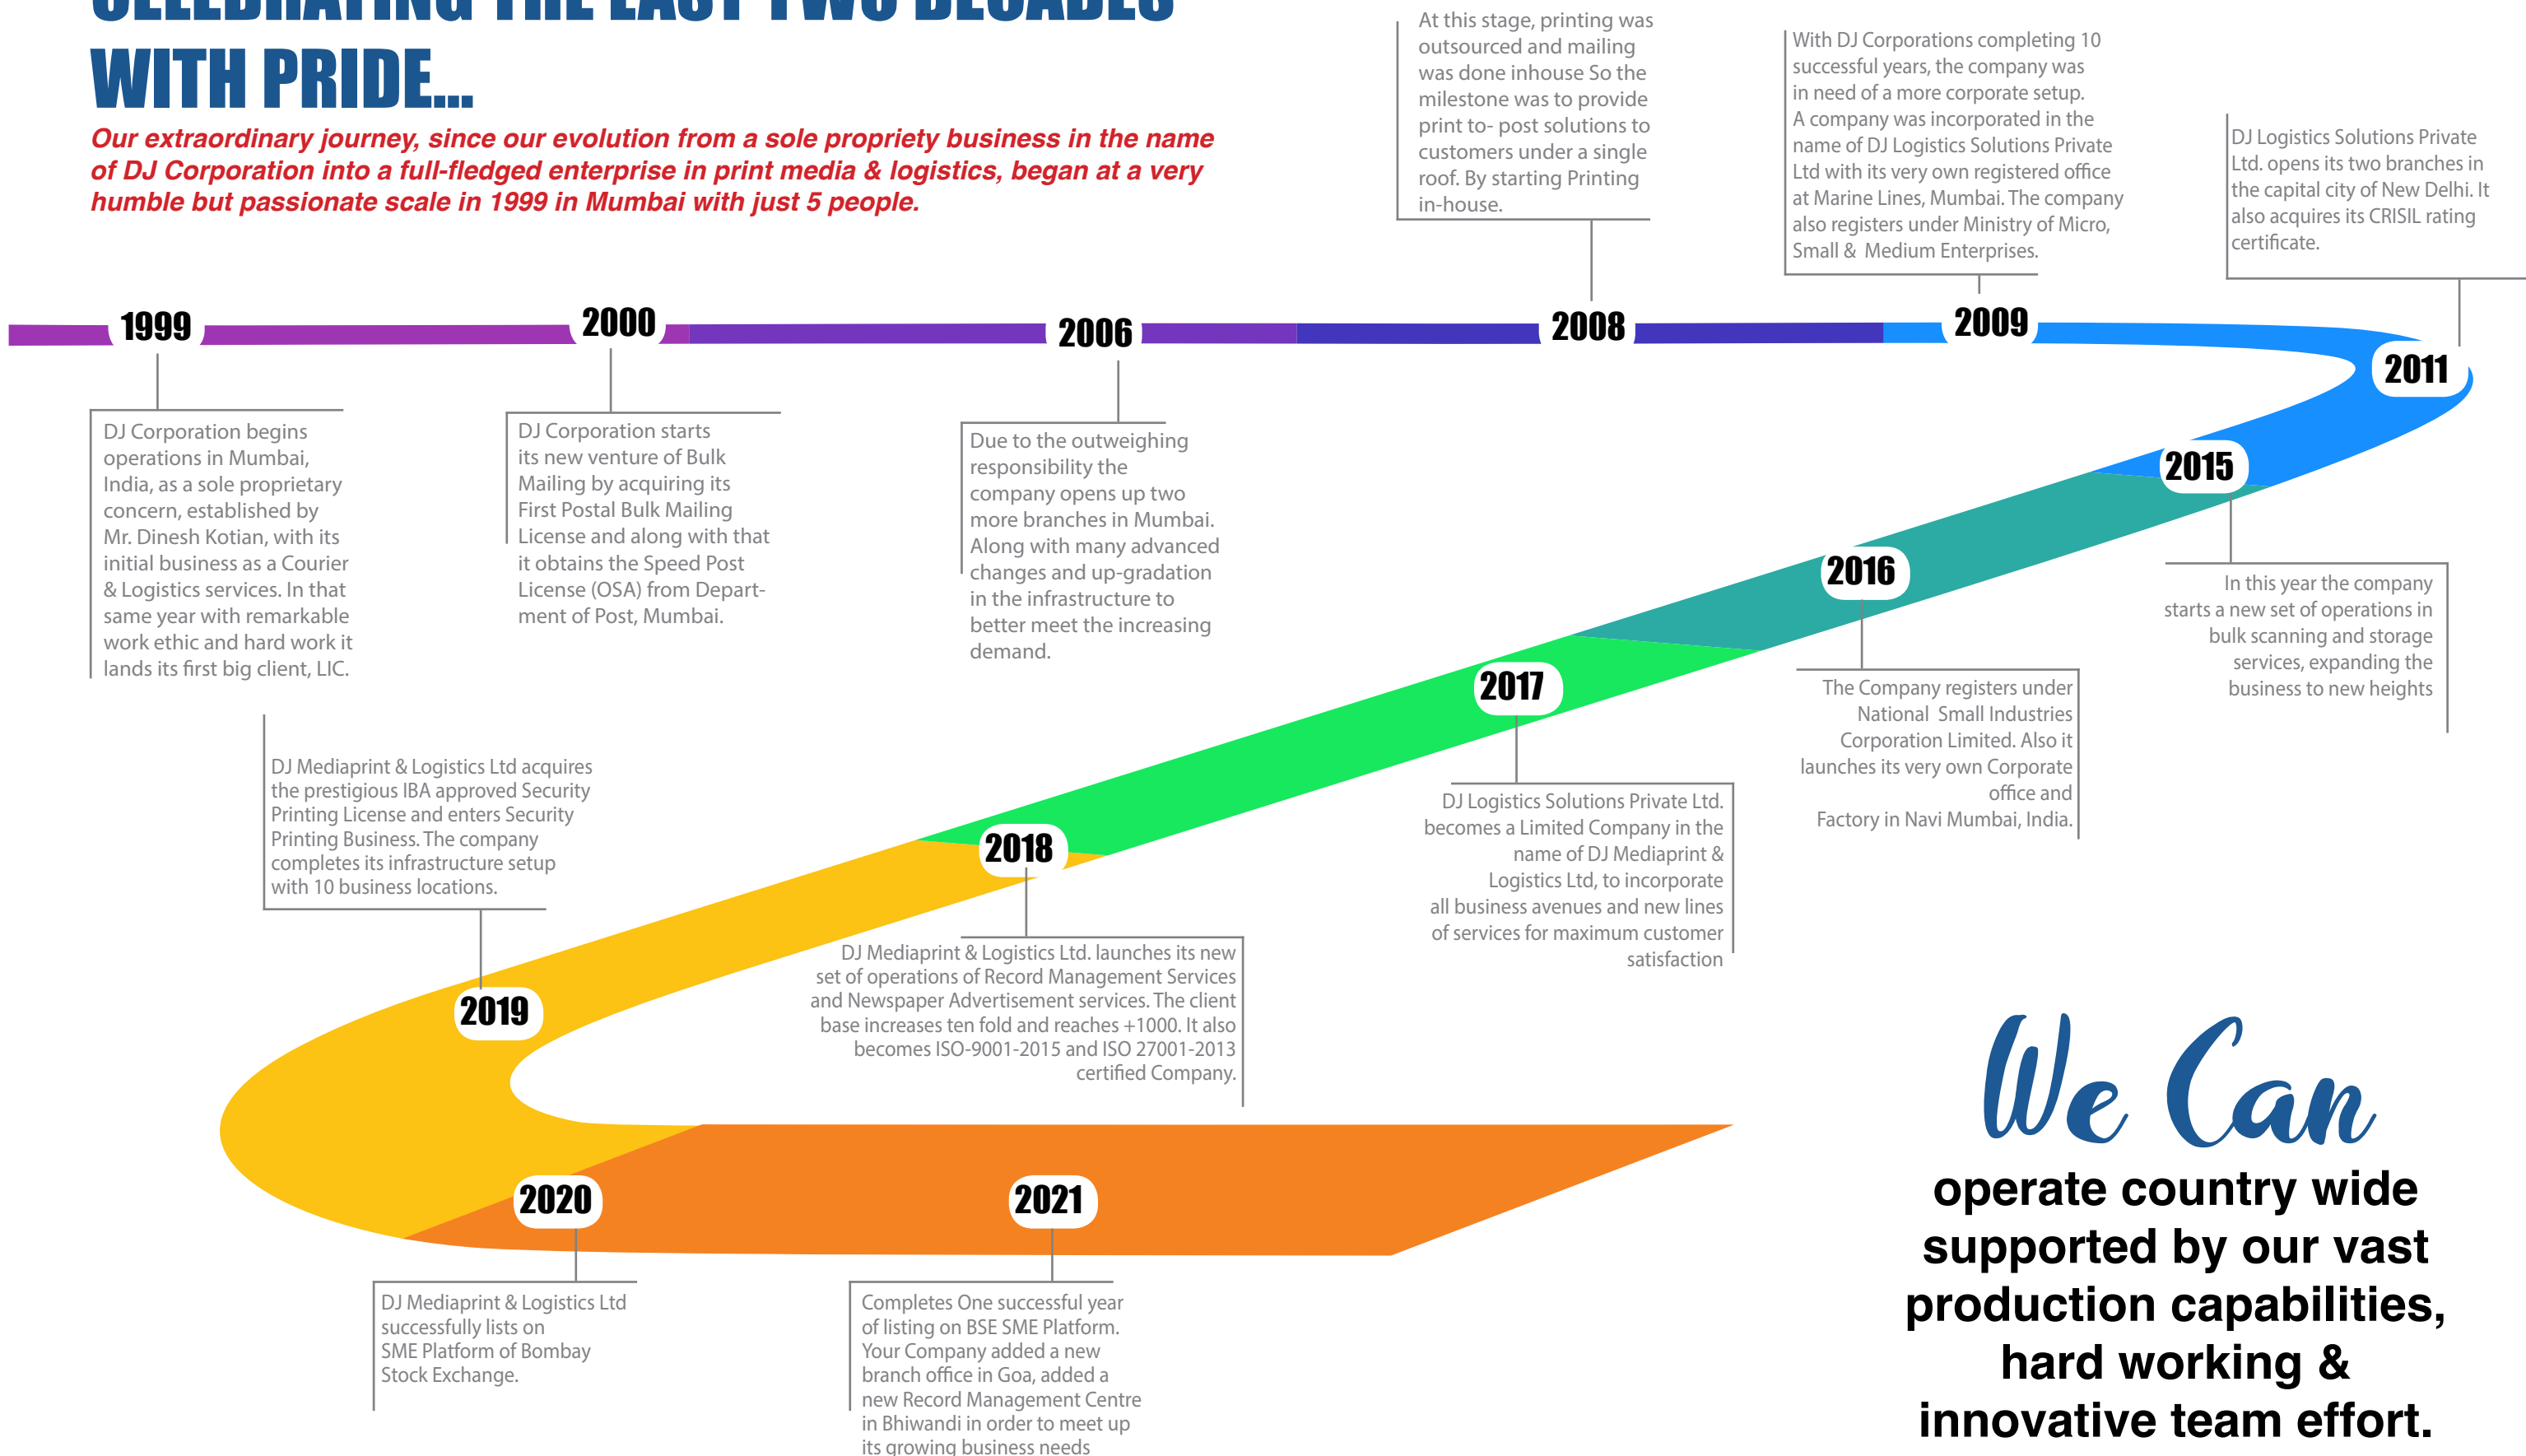 CELEBRATING THE LAST TWO DECADES
WITH PRIDE...
Our extraordinary journey, since our evolution from a sole propriety business in the name
of DJ Corporation into a full-fledged enterprise in print media & logistics, began at a very
humble but passionate scale in 1999 in Mumbai with just 5 people.
At this stage, printing was
outsourced and mailing
was done inhouse So the
milestone was to provide
print to- post solutions to
customers under a single
roof. By starting Printing
in-house.
With DJ Corporations completing 10
successful years, the company was
in need of a more corporate setup.
A company was incorporated in the
name of DJ Logistics Solutions Private
Ltd with its very own registered office
at Marine Lines, Mumbai. The company
also registers under Ministry of Micro,
Small & Medium Enterprises.
DJ Logistics Solutions Private
Ltd. opens its two branches in
the capital city of New Delhi. It
also acquires its CRISIL rating
certificate.
1999
2000
2006
2008
2009
2011
DJ Corporation begins
operations in Mumbai,
India, as a sole proprietary
concern, established by
Mr. Dinesh Kotian, with its
initial business as a Courier
& Logistics services. In that
same year with remarkable
work ethic and hard work it
lands its first big client, LIC.
DJ Corporation starts
its new venture of Bulk
Mailing by acquiring its
First Postal Bulk Mailing
License and along with that
it obtains the Speed Post
License (OSA) from Depart-
ment of Post, Mumbai.
Due to the outweighing
responsibility the
company opens up two
more branches in Mumbai.
Along with many advanced
changes and up-gradation
in the infrastructure to
better meet the increasing
demand.
2015
In this year the company
starts a new set of operations in
bulk scanning and storage
services, expanding the
business to new heights
2016
The Company registers under
National Small Industries
Corporation Limited. Also it
launches its very own Corporate
office and
Factory in Navi Mumbai, India.
2017
DJ Logistics Solutions Private Ltd.
becomes a Limited Company in the
name of DJ Mediaprint &
Logistics Ltd, to incorporate
all business avenues and new lines
of services for maximum customer
satisfaction
2018
DJ Mediaprint & Logistics Ltd. launches its new
set of operations of Record Management Services
and Newspaper Advertisement services. The client
base increases ten fold and reaches +1000. It also
becomes ISO-9001-2015 and ISO 27001-2013
certified Company.
DJ Mediaprint & Logistics Ltd acquires
the prestigious IBA approved Security
Printing License and enters Security
Printing Business. The company
completes its infrastructure setup
with 10 business locations.
2019
2020
2021
DJ Mediaprint & Logistics Ltd
successfully lists on
SME Platform of Bombay
Stock Exchange.
Completes One successful year
of listing on BSE SME Platform.
Your Company added a new
branch office in Goa, added a
new Record Management Centre
in Bhiwandi in order to meet up
its growing business needs
We Can
operate country wide
supported by our vast
production capabilities,
hard working &
innovative team effort.